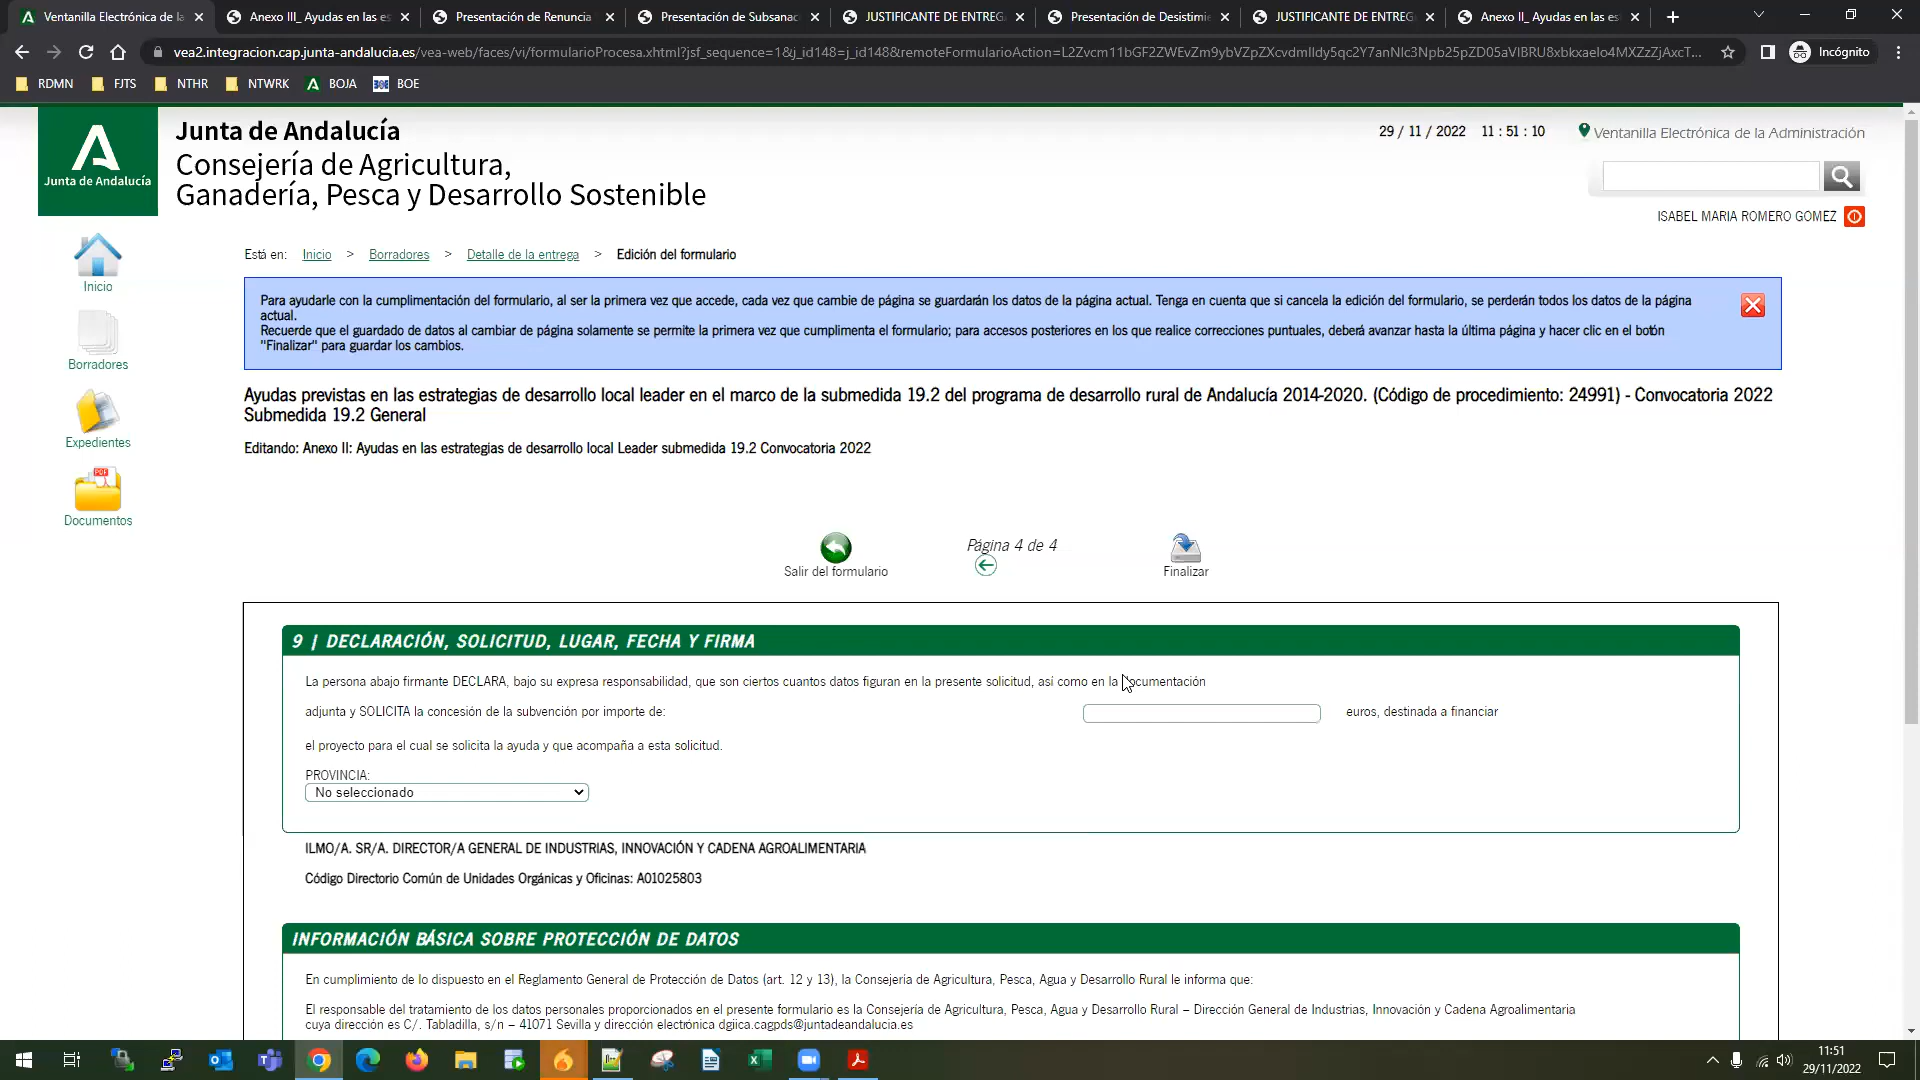 Ventanilla Electrónica de la
Anexo III_ Ayudas en las es
Presentación de Renuncia
Presentación de Subsanac
JUSTIFICANTE DE ENTREG
Presentación de Desistimie
JUSTIFICANTE DE ENTREG
Anexo II_ Ayudas en las es
Incógnito
RDMN
FJTS
NTHR
NTWRK
BOJA
BOE
Junta de Andalucía
Junta de Andalucía
Consejería de Agricultura,
Ganadería, Pesca y Desarrollo Sostenible
29 / 11 / 2022 11 : 51 : 10
Ventanilla Electrónica de la Administración
ISABEL MARIA ROMERO GOMEZ
Inicio
Borradores
Expedientes
Documentos
Está en: Inicio > Borradores > Detalle de la entrega > Edición del formulario
Para ayudarle con la cumplimentación del formulario, al ser la primera vez que accede, cada vez que cambie de página se guardarán los datos de la página actual. Tenga en cuenta que si cancela la edición del formulario, se perderán todos los datos de la página
actual.
Recuerde que el guardado de datos al cambiar de página solamente se permite la primera vez que cumplimenta el formulario; para accesos posteriores en los que realice correcciones puntuales, deberá avanzar hasta la última página y hacer clic en el botón
"Finalizar" para guardar los cambios.
Ayudas previstas en las estrategias de desarrollo local leader en el marco de la submedida 19.2 del programa de desarrollo rural de Andalucía 2014-2020. (Código de procedimiento: 24991) - Convocatoria 2022
Submedida 19.2 General
Editando: Anexo II: Ayudas en las estrategias de desarrollo local Leader submedida 19.2 Convocatoria 2022
Salir del formulario
Página 4 de 4
Finalizar
9 | DECLARACIÓN, SOLICITUD, LUGAR, FECHA Y FIRMA
La persona abajo firmante DECLARA, bajo su expresa responsabilidad, que son ciertos cuantos datos figuran en la presente solicitud, así como en la documentación
adjunta y SOLICITA la concesión de la subvención por importe de:
euros, destinada a financiar
el proyecto para el cual se solicita la ayuda y que acompaña a esta solicitud.
PROVINCIA:
No seleccionado
ILMO/A. SR/A. DIRECTOR/A GENERAL DE INDUSTRIAS, INNOVACIÓN Y CADENA AGROALIMENTARIA
Código Directorio Común de Unidades Orgánicas y Oficinas: A01025803
INFORMACIÓN BÁSICA SOBRE PROTECCIÓN DE DATOS
En cumplimiento de lo dispuesto en el Reglamento General de Protección de Datos (art. 12 y 13), la Consejería de Agricultura, Pesca, Agua y Desarrollo Rural le informa que:
El responsable del tratamiento de los datos personales proporcionados en el presente formulario es la Consejería de Agricultura, Pesca, Agua y Desarrollo Rural – Dirección General de Industrias, Innovación y Cadena Agroalimentaria
cuya dirección es C/. Tabladilla, s/n – 41071 Sevilla y dirección electrónica dgiica.cagpds@juntadeandalucia.es
11:51
29/11/2022